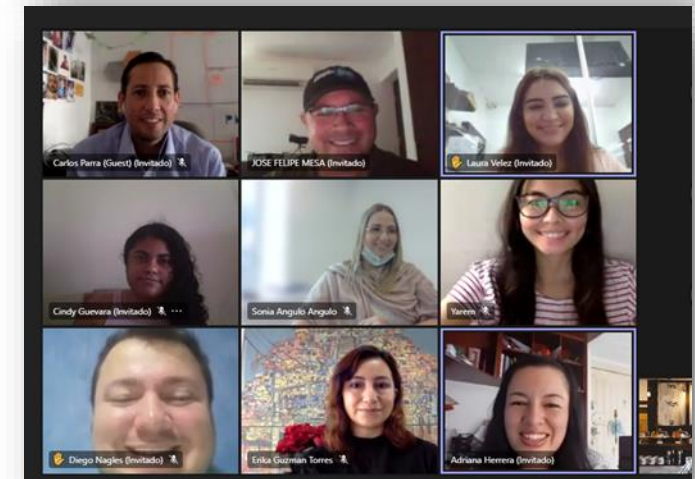 Carlos Parra (Guest) (Invitado)
JOSE FELIPE MESA (Invitado)
Laura Velez (Invitado)
Cindy Guevara (Invitado) ...
Sonia Angulo Angulo
Yarem
Diego Nagles (Invitado)
Erika Guzman Torres
Adriana Herrera (Invitado)